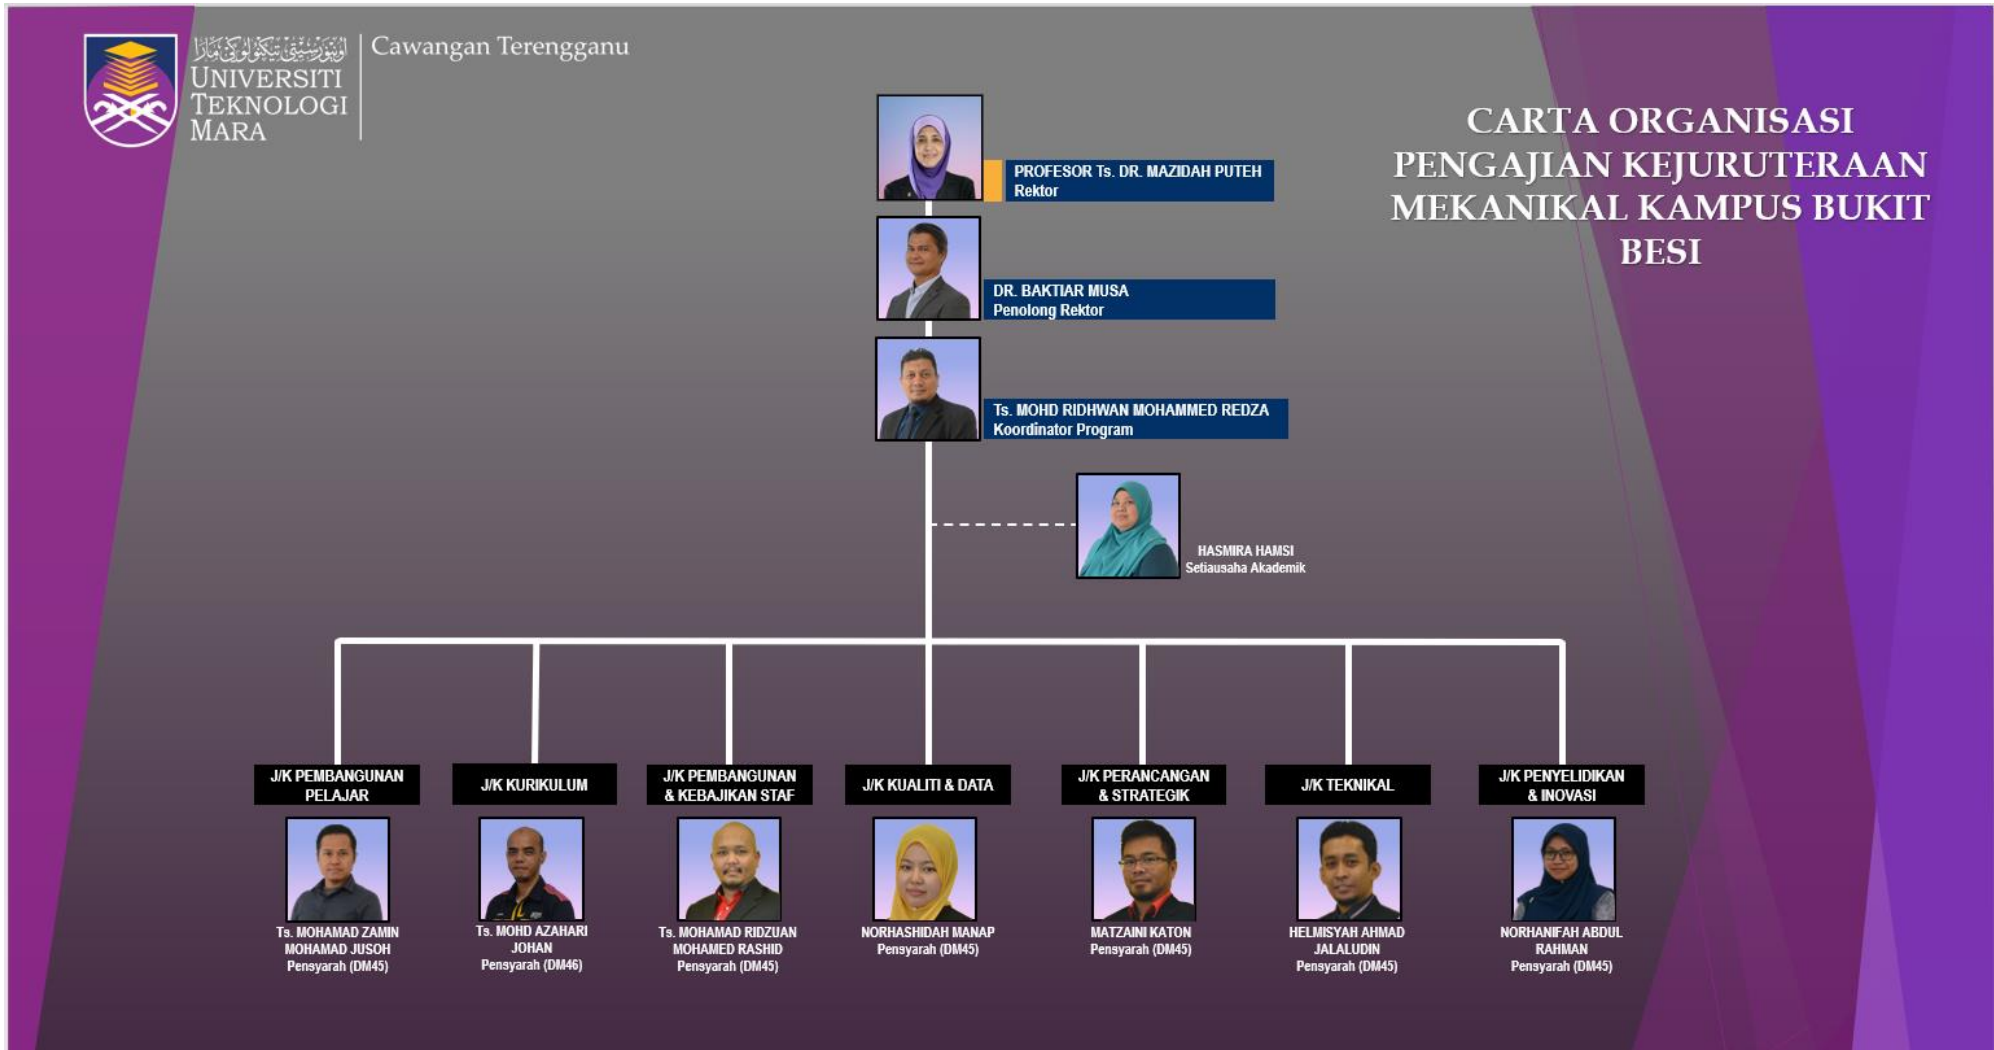 اونيۏرسيتي تيكنولوڬي مارا
UNIVERSITI
TEKNOLOGI
MARA
Cawangan Terengganu
CARTA ORGANISASI
PENGAJIAN KEJURUTERAAN
MEKANIKAL KAMPUS BUKIT
BESI
PROFESOR Ts. DR. MAZIDAH PUTEH
Rektor
DR. BAKTIAR MUSA
Penolong Rektor
Ts. MOHD RIDHWAN MOHAMMED REDZA
Koordinator Program
HASMIRA HAMSI
Setiausaha Akademik
J/K PEMBANGUNAN
PELAJAR
Ts. MOHAMAD ZAMIN
MOHAMAD JUSOH
Pensyarah (DM45)
J/K KURIKULUM
Ts. MOHD AZAHARI
JOHAN
Pensyarah (DM46)
J/K PEMBANGUNAN
& KEBAJIKAN STAF
Ts. MOHAMAD RIDZUAN
MOHAMED RASHID
Pensyarah (DM45)
J/K KUALITI & DATA
NORHASHIDAH MANAP
Pensyarah (DM45)
J/K PERANCANGAN
& STRATEGIK
MATZAINI KATON
Pensyarah (DM45)
J/K TEKNIKAL
HELMISYAH AHMAD
JALALUDIN
Pensyarah (DM45)
J/K PENYELIDIKAN
& INOVASI
NORHANIFAH ABDUL
RAHMAN
Pensyarah (DM45)